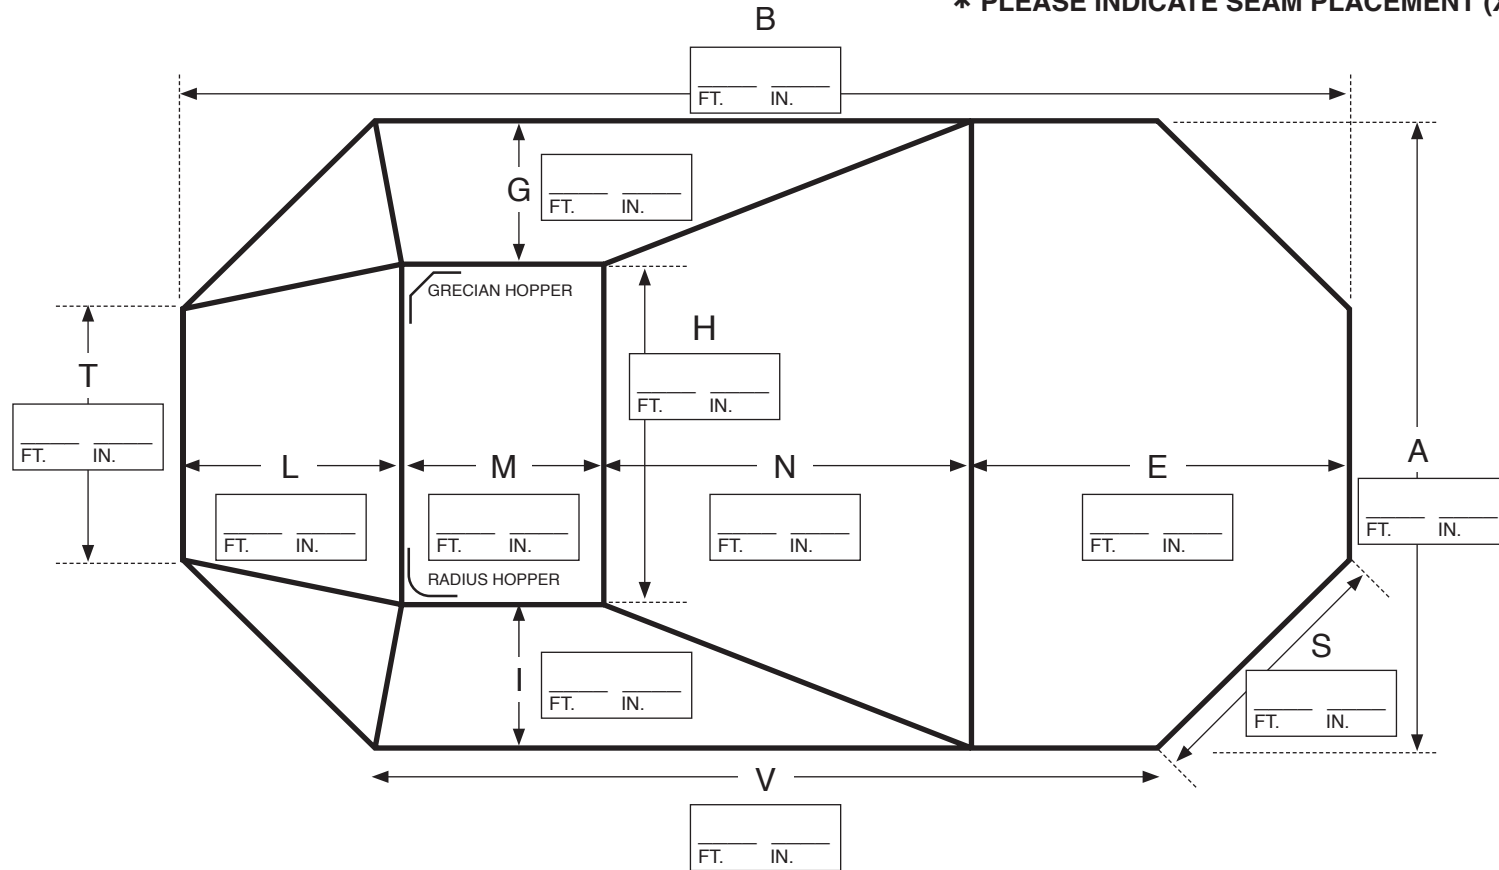 * PLEASE INDICATE SEAM PLACEMENT (
B
FT. IN.
G
FT. IN.
GRECIAN HOPPER
H
FT. IN.
T
FT. IN.
L
M
N
E
A
FT. IN.
FT. IN.
FT. IN.
FT. IN.
FT. IN.
RADIUS HOPPER
I
FT. IN.
S
FT. IN.
V
FT. IN.